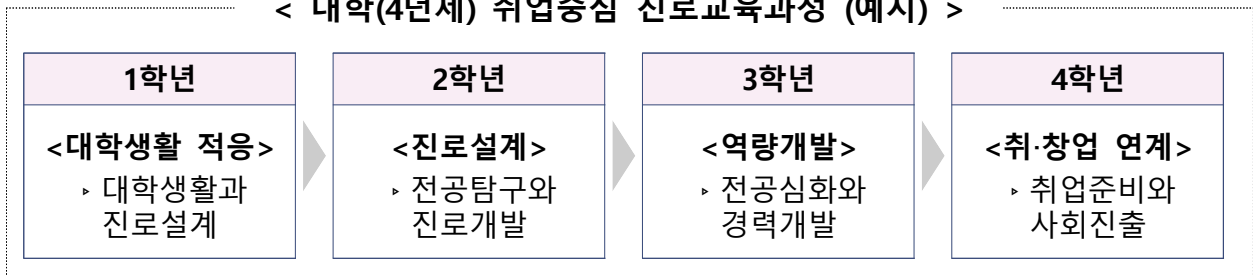 < 대학(4년제) 취업중심 진로교육과정 (예시) >
1학년
<대학생활 적응>
▹ 대학생활과
진로설계
2학년
<진로설계>
▹ 전공탐구와
진로개발
3학년
<역량개발>
▹ 전공심화와
경력개발
4학년
<취·창업 연계>
▹ 취업준비와
사회진출